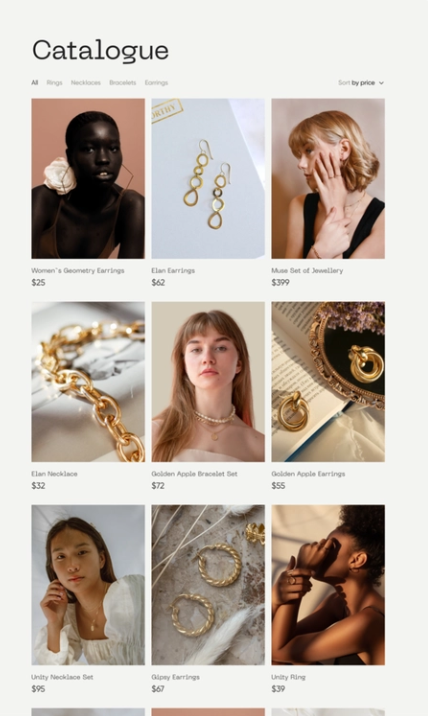 Catalogue
All Rings Necklaces Bracelets Earrings Sort by price
Women`s Geometry Earrings
$25
Elan Earrings
$62
Muse Set of Jewellery
$399
Elan Necklace
$32
Golden Apple Bracelet Set
$72
Golden Apple Earrings
$55
Unity Necklace Set
$95
Gipsy Earrings
$67
Unity Ring
$39